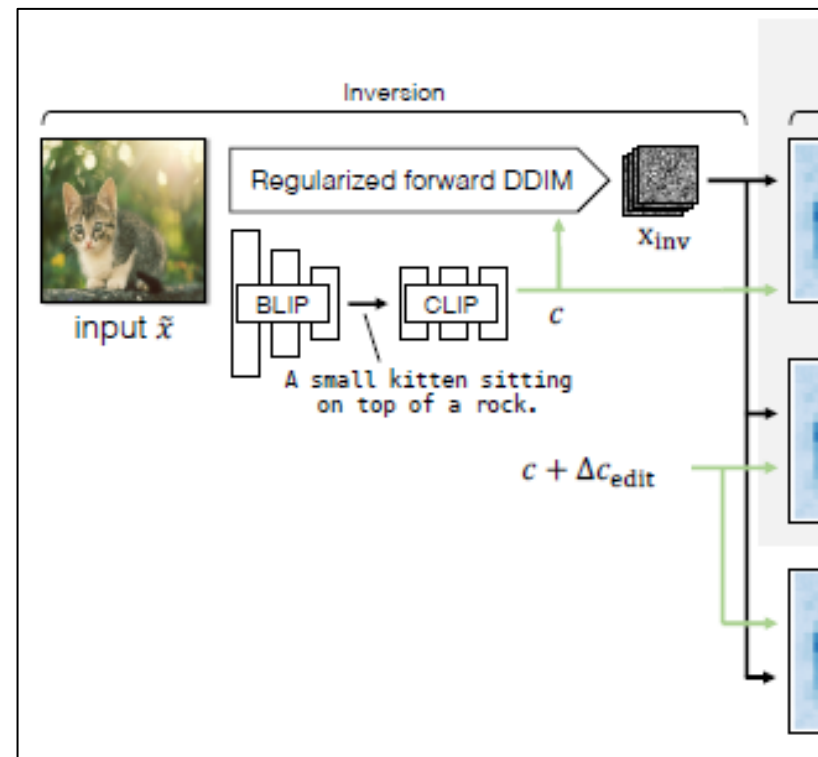 Inversion
Regularized forward DDIM
x_inv
BLIP
CLIP
c
input x̃
A small kitten sitting
on top of a rock.
c + Δc_edit